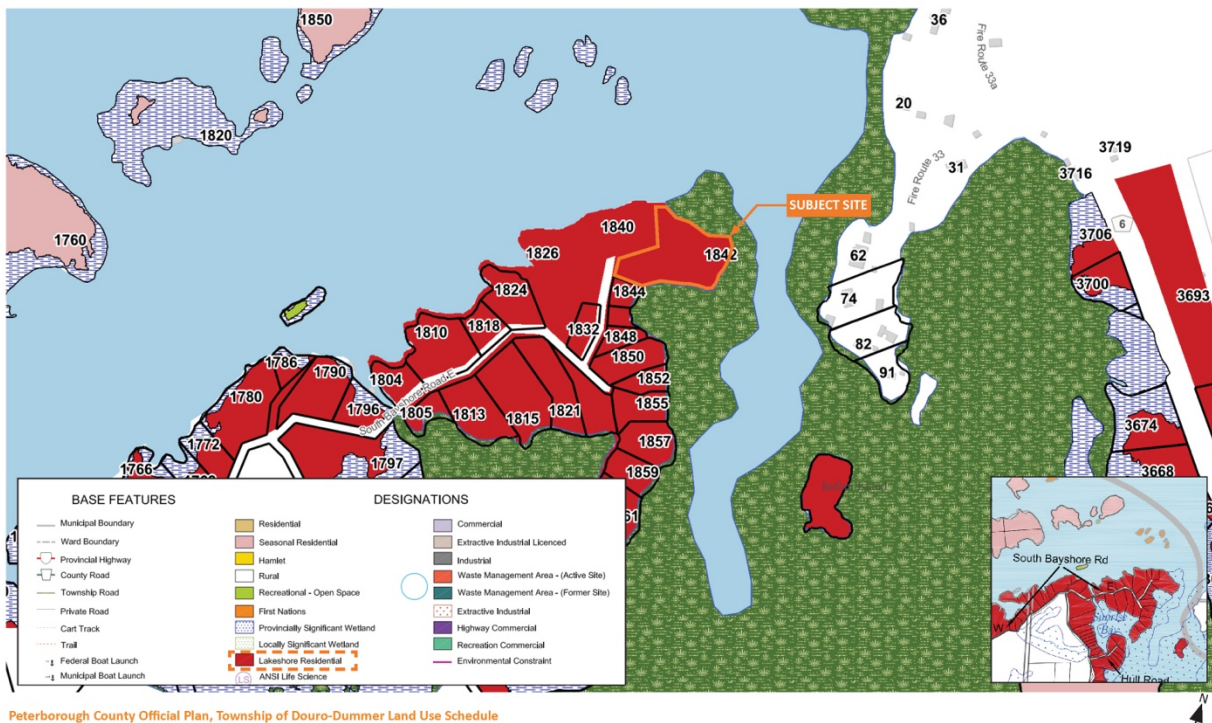 1850
36
Fire Route 33a
20
1820
3719
31
3716
Fire Route 33
SUBJECT SITE
6
1840
3706
1760
1826
1842
62
3700
1844
1824
3693
74
1810
1818
1832
1848
82
1850
1786
1790
1804
91
1852
1780
South Bayshore Road E
1796
1805
1813
1815
1821
1855
3674
1772
1857
1766
1797
1859
3668
BASE FEATURES
Municipal Boundary
Ward Boundary
Provincial Highway
County Road
Township Road
Private Road
Cart Track
Trail
Federal Boat Launch
Municipal Boat Launch
DESIGNATIONS
Residential
Seasonal Residential
Hamlet
Rural
Recreational - Open Space
First Nations
Provincially Significant Wetland
Locally Significant Wetland
Lakeshore Residential
LS ANSI Life Science
Commercial
Extractive Industrial Licenced
Industrial
Waste Management Area - (Active Site)
Waste Management Area - (Former Site)
Extractive Industrial
Highway Commercial
Recreation Commercial
Environmental Constraint
South Bayshore Rd
Hull Road
Peterborough County Official Plan, Township of Douro-Dummer Land Use Schedule
N